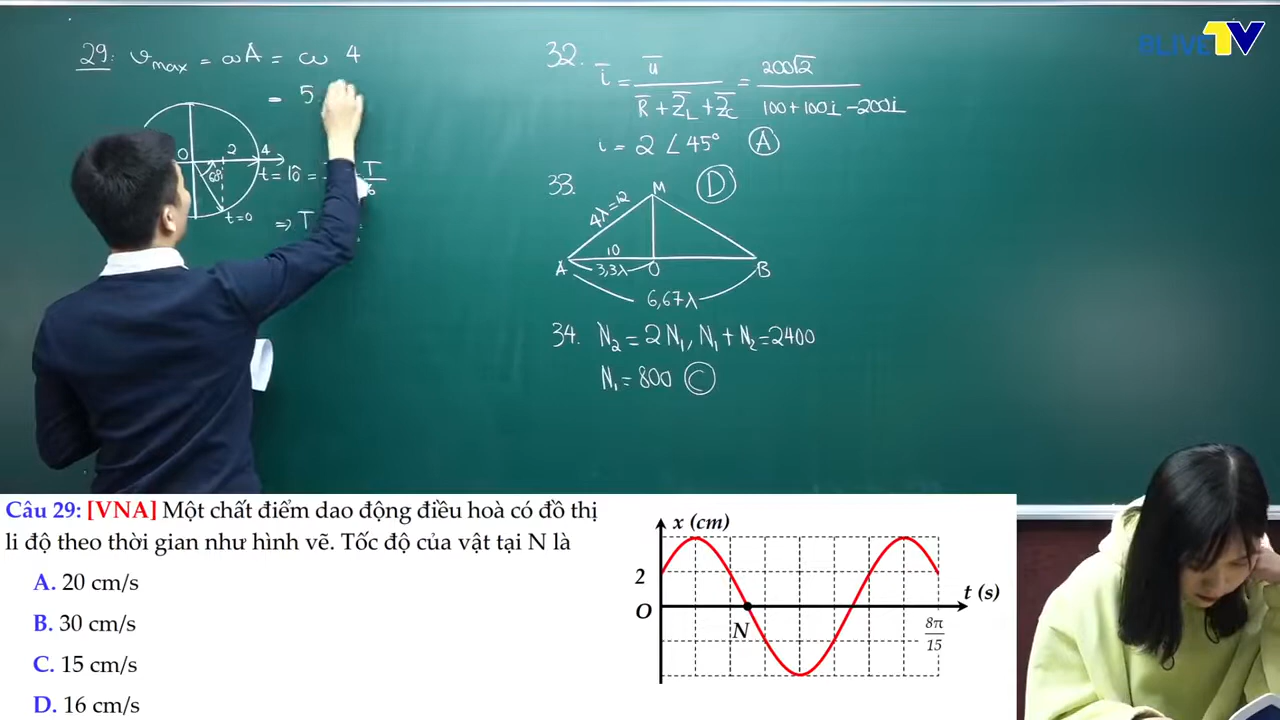 BLIVE TV
29: v_max = ωA = ω 4
= 5
O 2 4
60°
t=0
⇒ T
32. i̅ = u̅ / (R̅ + Z̅_L + Z̅_C) = 200√2 / (100+100i−200i)
i = 2 ∠45° (A)
33. (D)
M
4λ=12
10
A 3,3λ O B
6,67λ
34. N₂ = 2N₁, N₁ + N₂ = 2400
N₁ = 800 (C)
Câu 29: [VNA] Một chất điểm dao động điều hoà có đồ thị
li độ theo thời gian như hình vẽ. Tốc độ của vật tại N là
A. 20 cm/s
B. 30 cm/s
C. 15 cm/s
D. 16 cm/s
x (cm)
2
O
N
t (s)
8π/15